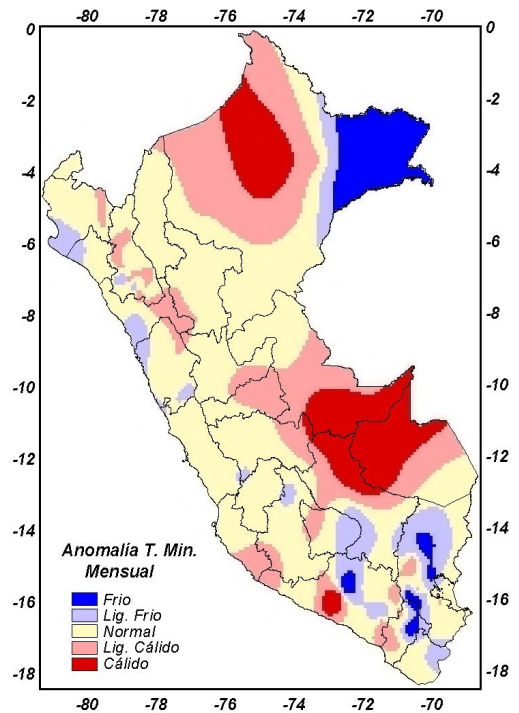 -80 -78 -76 -74 -72 -70
0 0
-2 -2
-4 -4
-6 -6
-8 -8
-10 -10
-12 -12
-14 -14
-16 -16
-18 -18
Anomalía T. Min.
Mensual
Frio
Lig. Frio
Normal
Lig. Cálido
Cálido
-80 -78 -76 -74 -72 -70